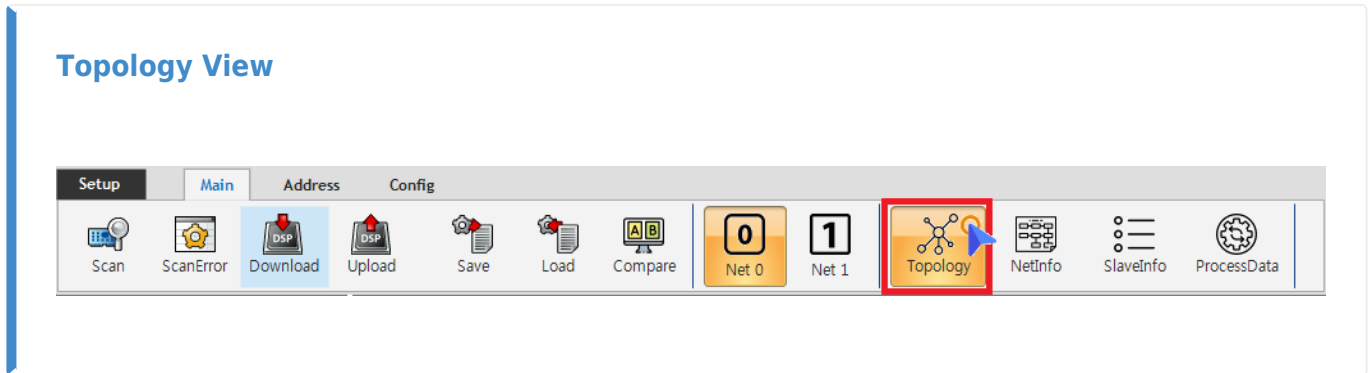 Topology View
Setup Main Address Config
DSP DSP A B 0 1
Scan ScanError Download Upload Save Load Compare Net 0 Net 1 Topology NetInfo SlaveInfo ProcessData